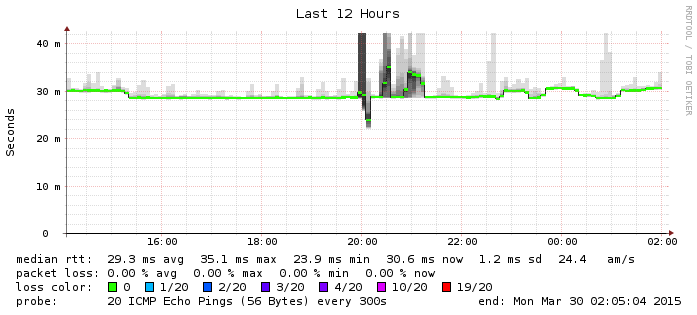 Last 12 Hours
RRDTOOL / TOBI OETIKER
Seconds
40 m
30 m
20 m
10 m
0
16:00 18:00 20:00 22:00 00:00 02:00
median rtt: 29.3 ms avg 35.1 ms max 23.9 ms min 30.6 ms now 1.2 ms sd 24.4 am/s
packet loss: 0.00 % avg 0.00 % max 0.00 % min 0.00 % now
loss color: 0 1/20 2/20 3/20 4/20 10/20 19/20
probe: 20 ICMP Echo Pings (56 Bytes) every 300s end: Mon Mar 30 02:05:04 2015